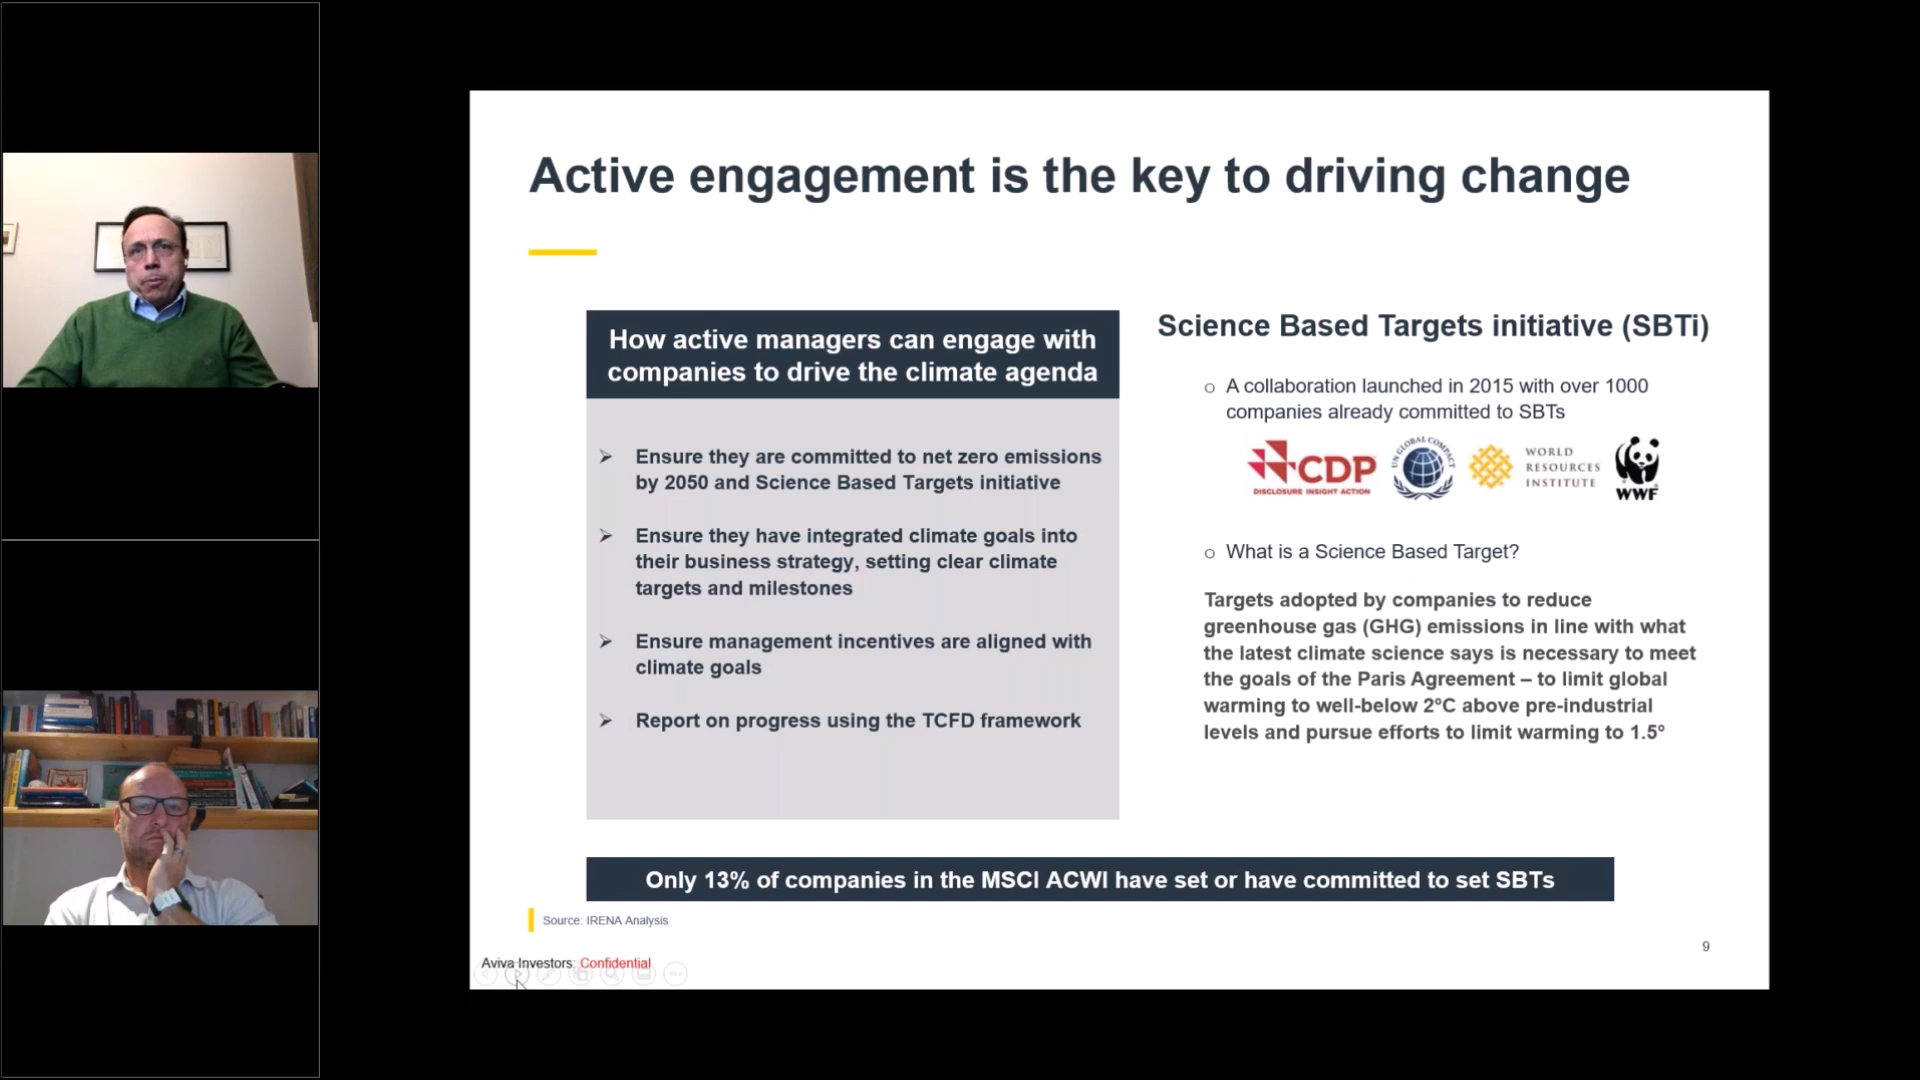 Active engagement is the key to driving change
How active managers can engage with
companies to drive the climate agenda
➢ Ensure they are committed to net zero emissions
by 2050 and Science Based Targets initiative
➢ Ensure they have integrated climate goals into
their business strategy, setting clear climate
targets and milestones
➢ Ensure management incentives are aligned with
climate goals
➢ Report on progress using the TCFD framework
Science Based Targets initiative (SBTi)
o A collaboration launched in 2015 with over 1000
companies already committed to SBTs
CDP
DISCLOSURE INSIGHT ACTION
UN GLOBAL COMPACT
WORLD
RESOURCES
INSTITUTE
WWF
o What is a Science Based Target?
Targets adopted by companies to reduce
greenhouse gas (GHG) emissions in line with what
the latest climate science says is necessary to meet
the goals of the Paris Agreement – to limit global
warming to well-below 2°C above pre-industrial
levels and pursue efforts to limit warming to 1.5°
Only 13% of companies in the MSCI ACWI have set or have committed to set SBTs
Source: IRENA Analysis
9
Aviva Investors: Confidential